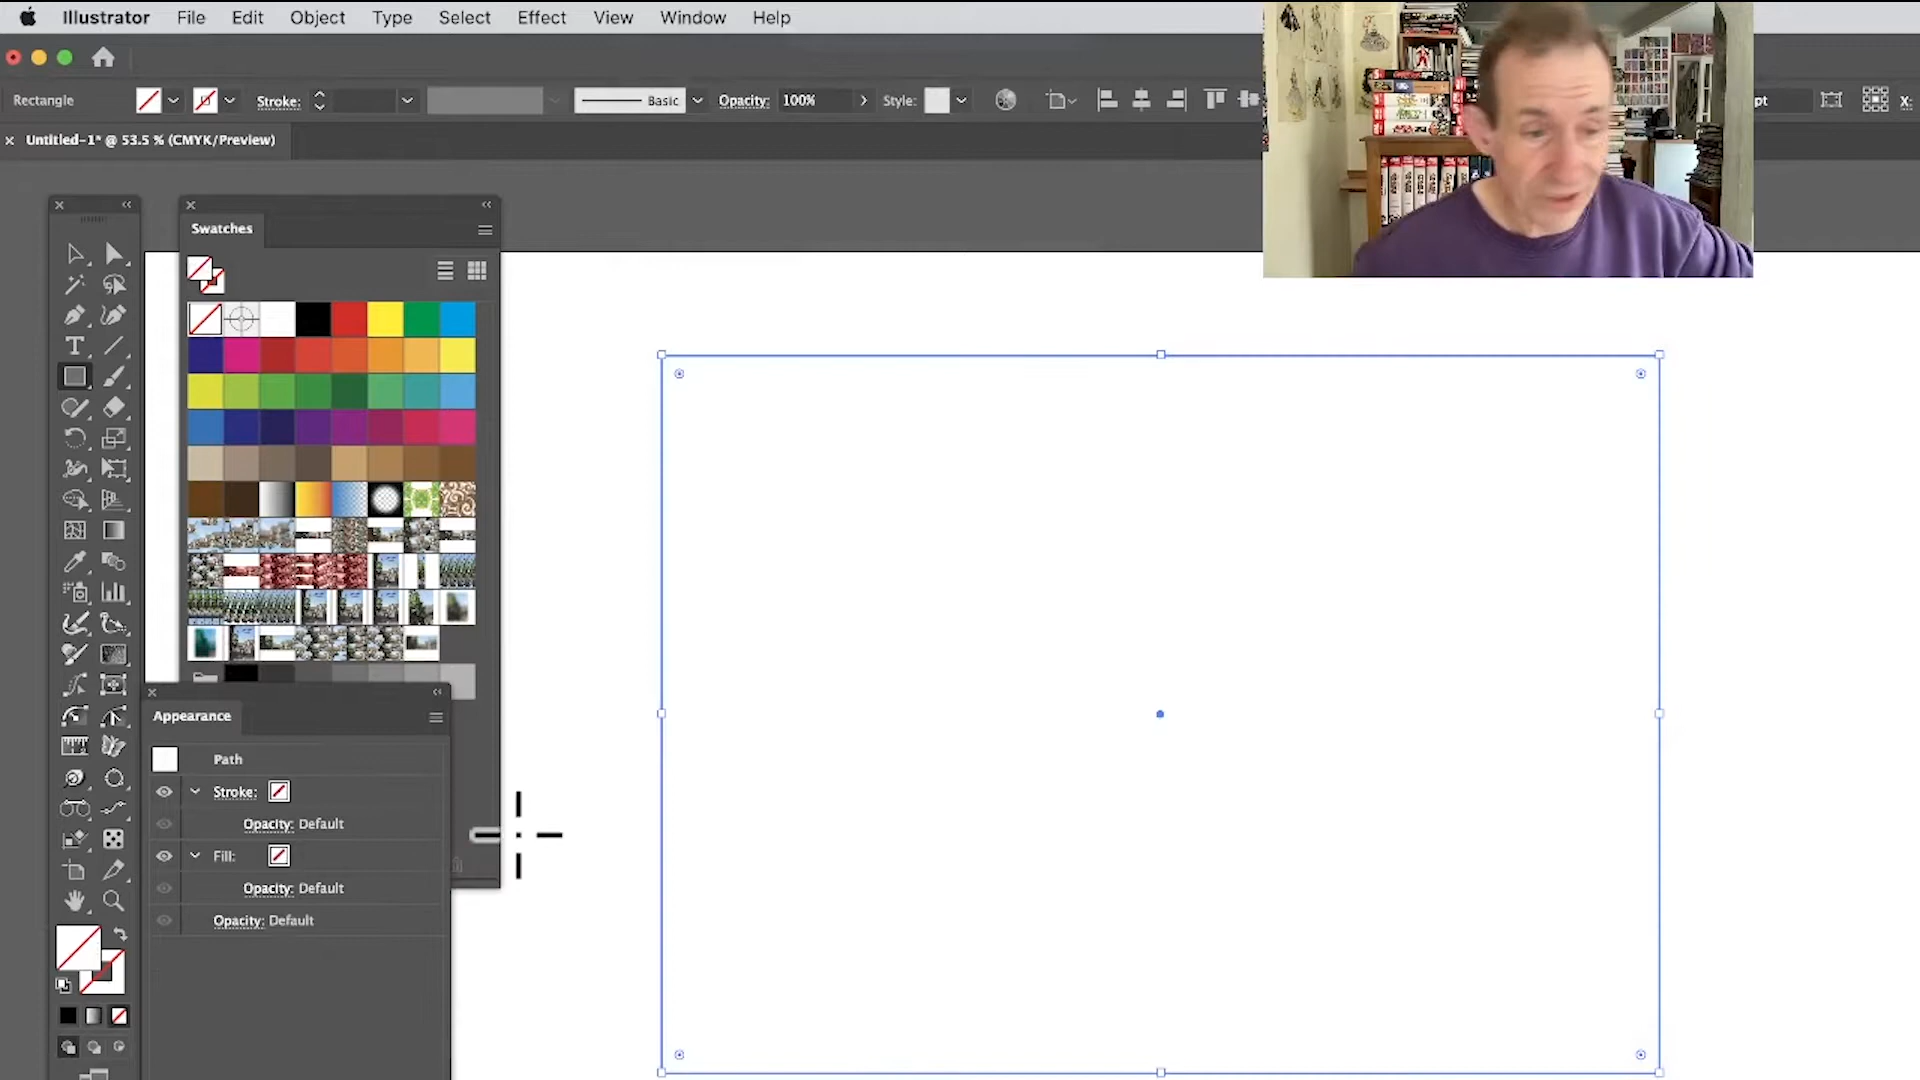 Illustrator File Edit Object Type Select Effect View Window Help
Rectangle Stroke: Basic Opacity: 100% Style: pt X:
Untitled-1* @ 53.5 % (CMYK/Preview)
Swatches
Appearance
Path
Stroke:
Opacity: Default
Fill:
Opacity: Default
Opacity: Default